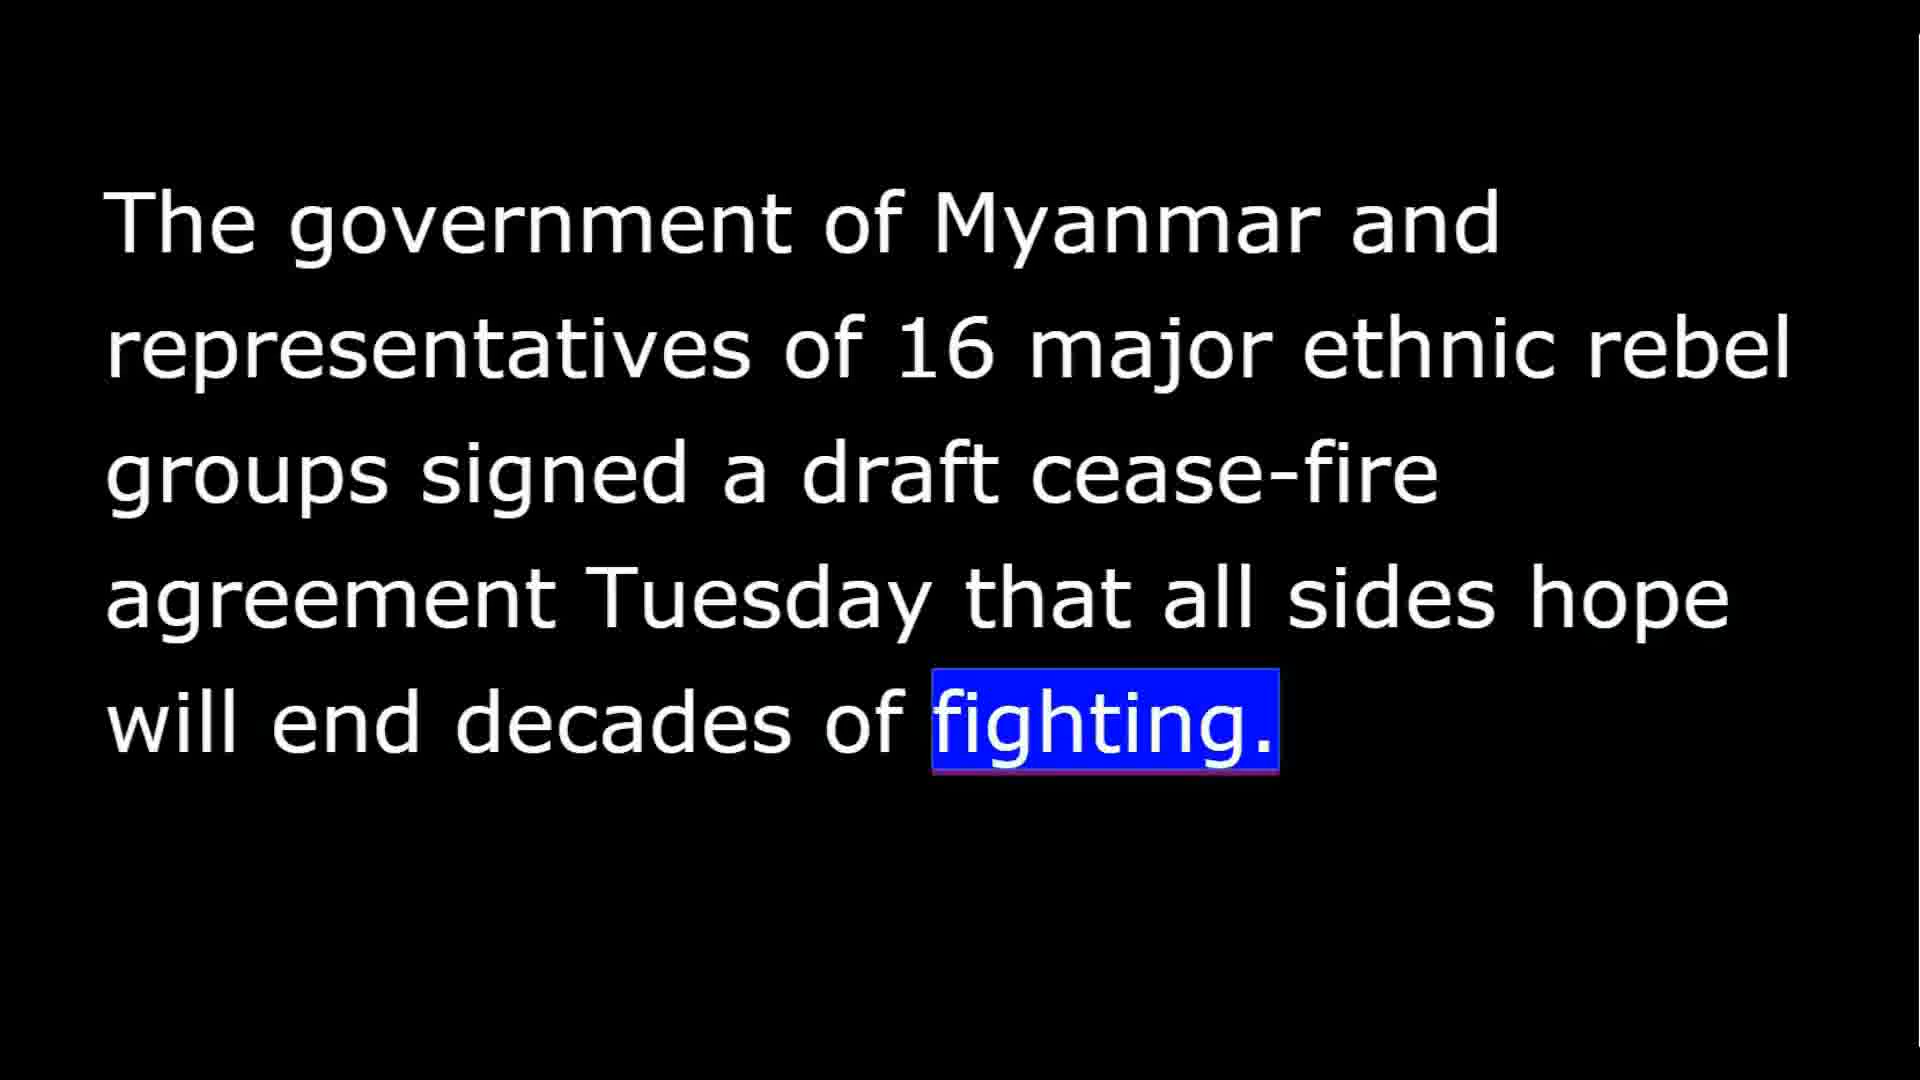 The government of Myanmar and
representatives of 16 major ethnic rebel
groups signed a draft cease-fire
agreement Tuesday that all sides hope
will end decades of fighting.